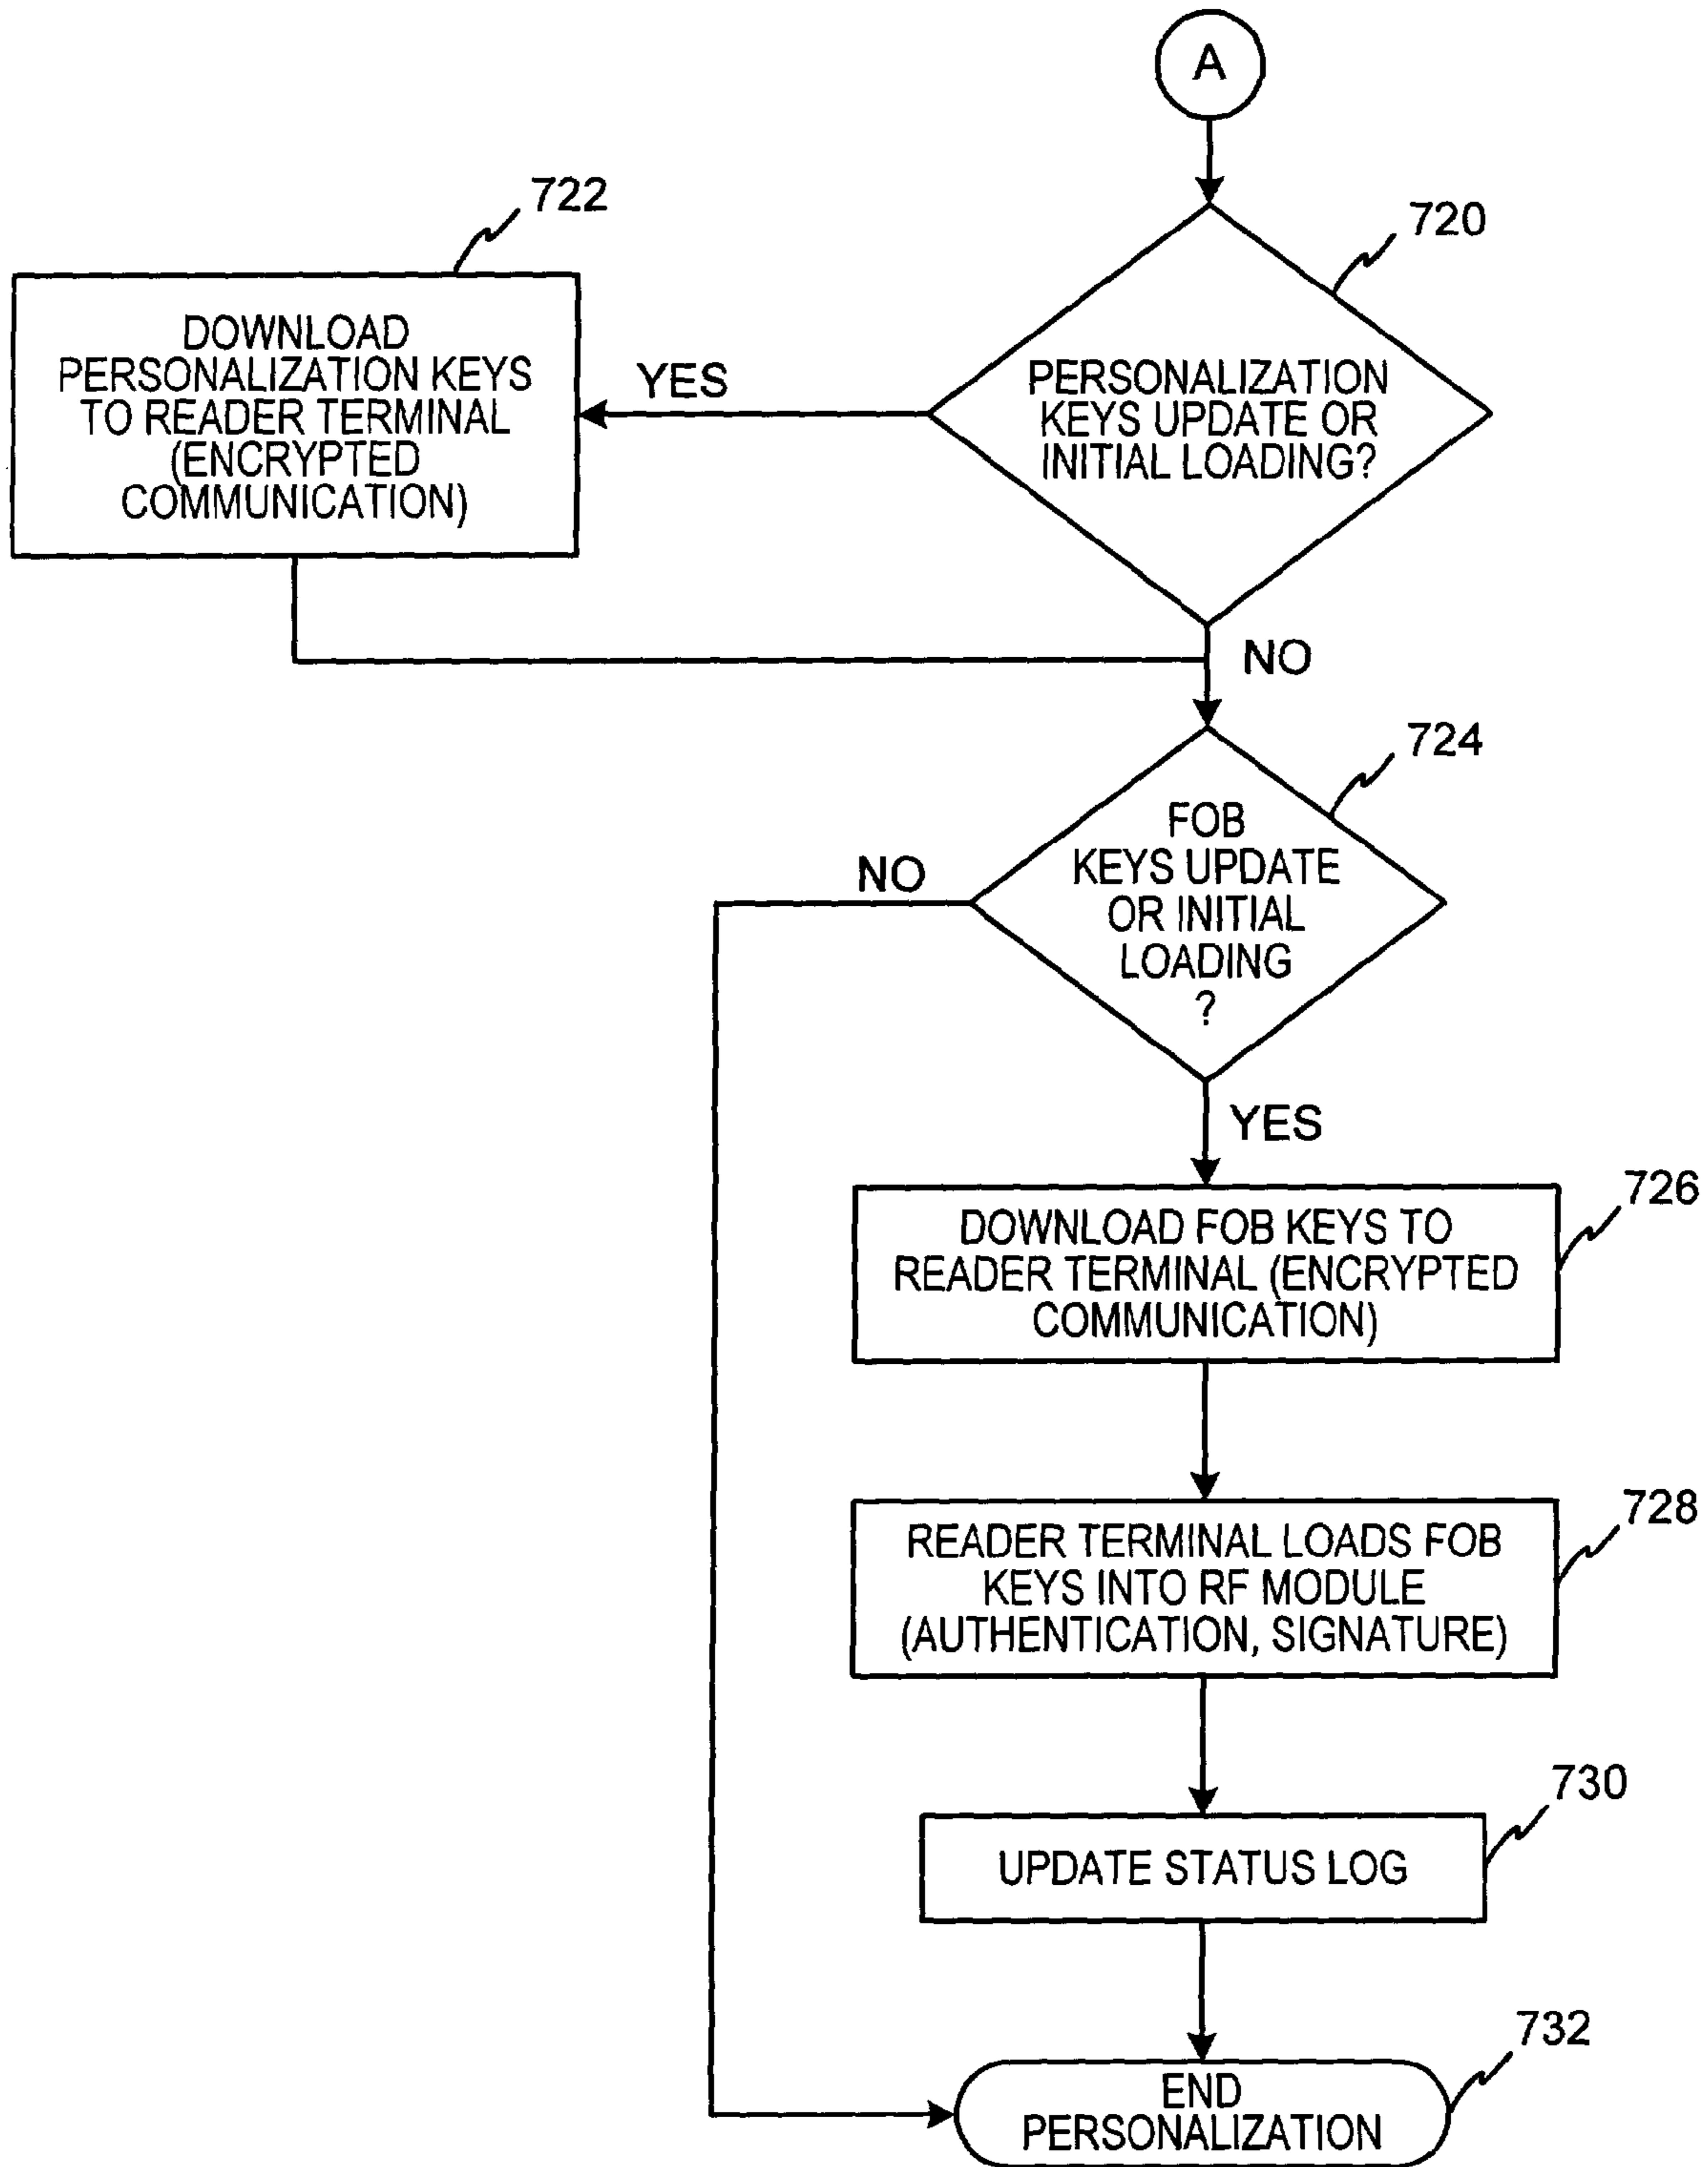 A
720
PERSONALIZATION
KEYS UPDATE OR
INITIAL LOADING?
722
DOWNLOAD
PERSONALIZATION KEYS
TO READER TERMINAL
(ENCRYPTED
COMMUNICATION)
YES
NO
724
FOB
KEYS UPDATE
OR INITIAL
LOADING
?
NO
YES
726
DOWNLOAD FOB KEYS TO
READER TERMINAL (ENCRYPTED
COMMUNICATION)
728
READER TERMINAL LOADS FOB
KEYS INTO RF MODULE
(AUTHENTICATION, SIGNATURE)
730
UPDATE STATUS LOG
732
END
PERSONALIZATION